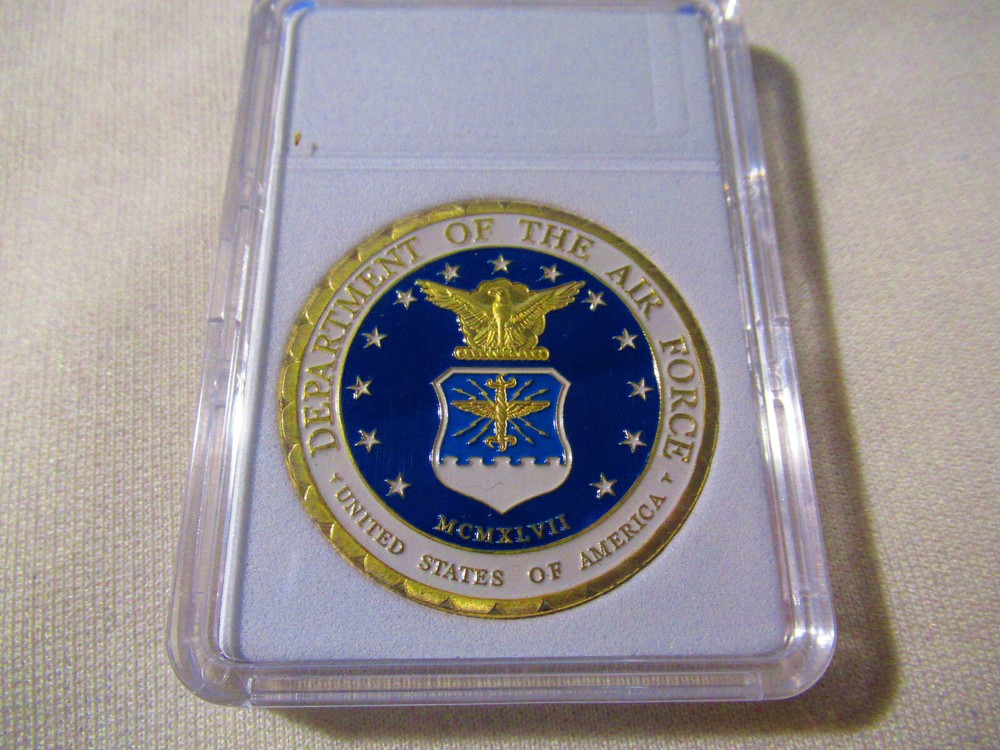 DEPARTMENT OF THE AIR FORCE
MCMXLVII
UNITED STATES OF AMERICA